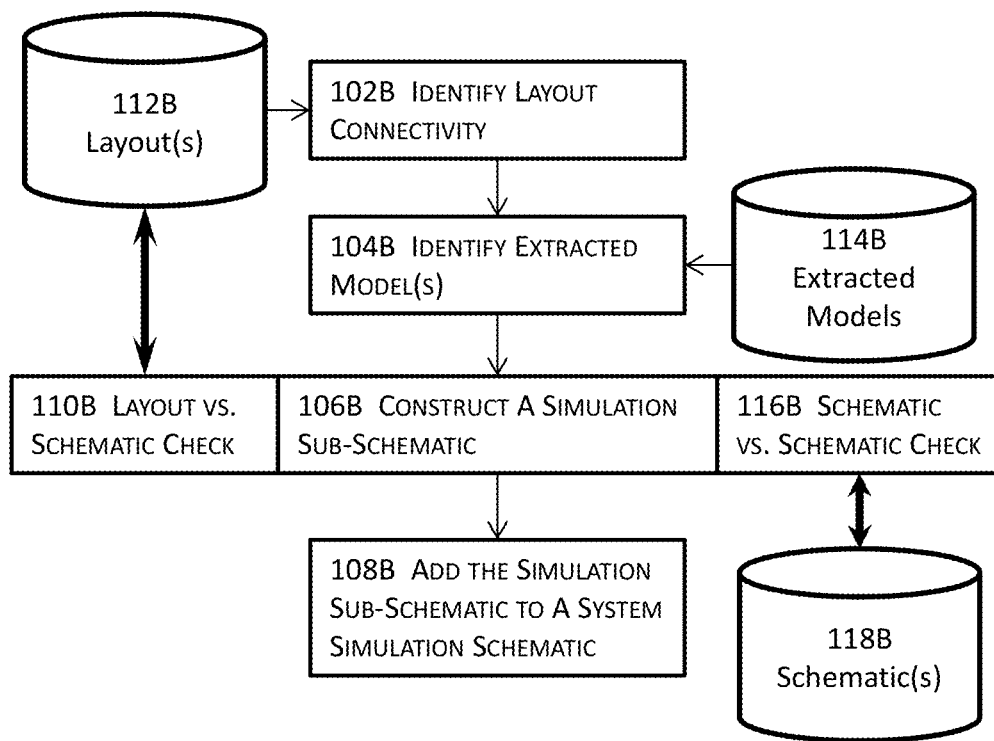 112B
Layout(s)
102B IDENTIFY LAYOUT
CONNECTIVITY
104B IDENTIFY EXTRACTED
MODEL(S)
114B
Extracted
Models
110B LAYOUT VS.
SCHEMATIC CHECK
106B CONSTRUCT A SIMULATION
SUB-SCHEMATIC
116B SCHEMATIC
VS. SCHEMATIC CHECK
108B ADD THE SIMULATION
SUB-SCHEMATIC TO A SYSTEM
SIMULATION SCHEMATIC
118B
Schematic(s)